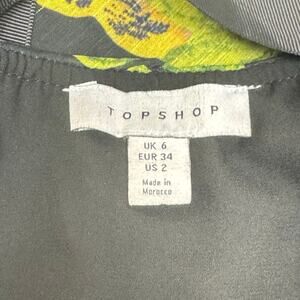 TOPSHOP
UK 6
EUR 34
US 2
Made in
Morocco